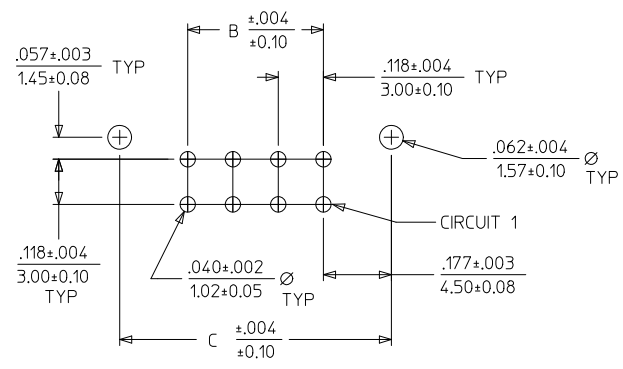 B ±.004
±0.10
.057±.003
1.45±0.08 TYP
.118±.004
3.00±0.10 TYP
.062±.004
1.57±0.10 Ø
TYP
CIRCUIT 1
.118±.004
3.00±0.10
TYP
.040±.002
1.02±0.05 Ø
TYP
.177±.003
4.50±0.08
C ±.004
±0.10